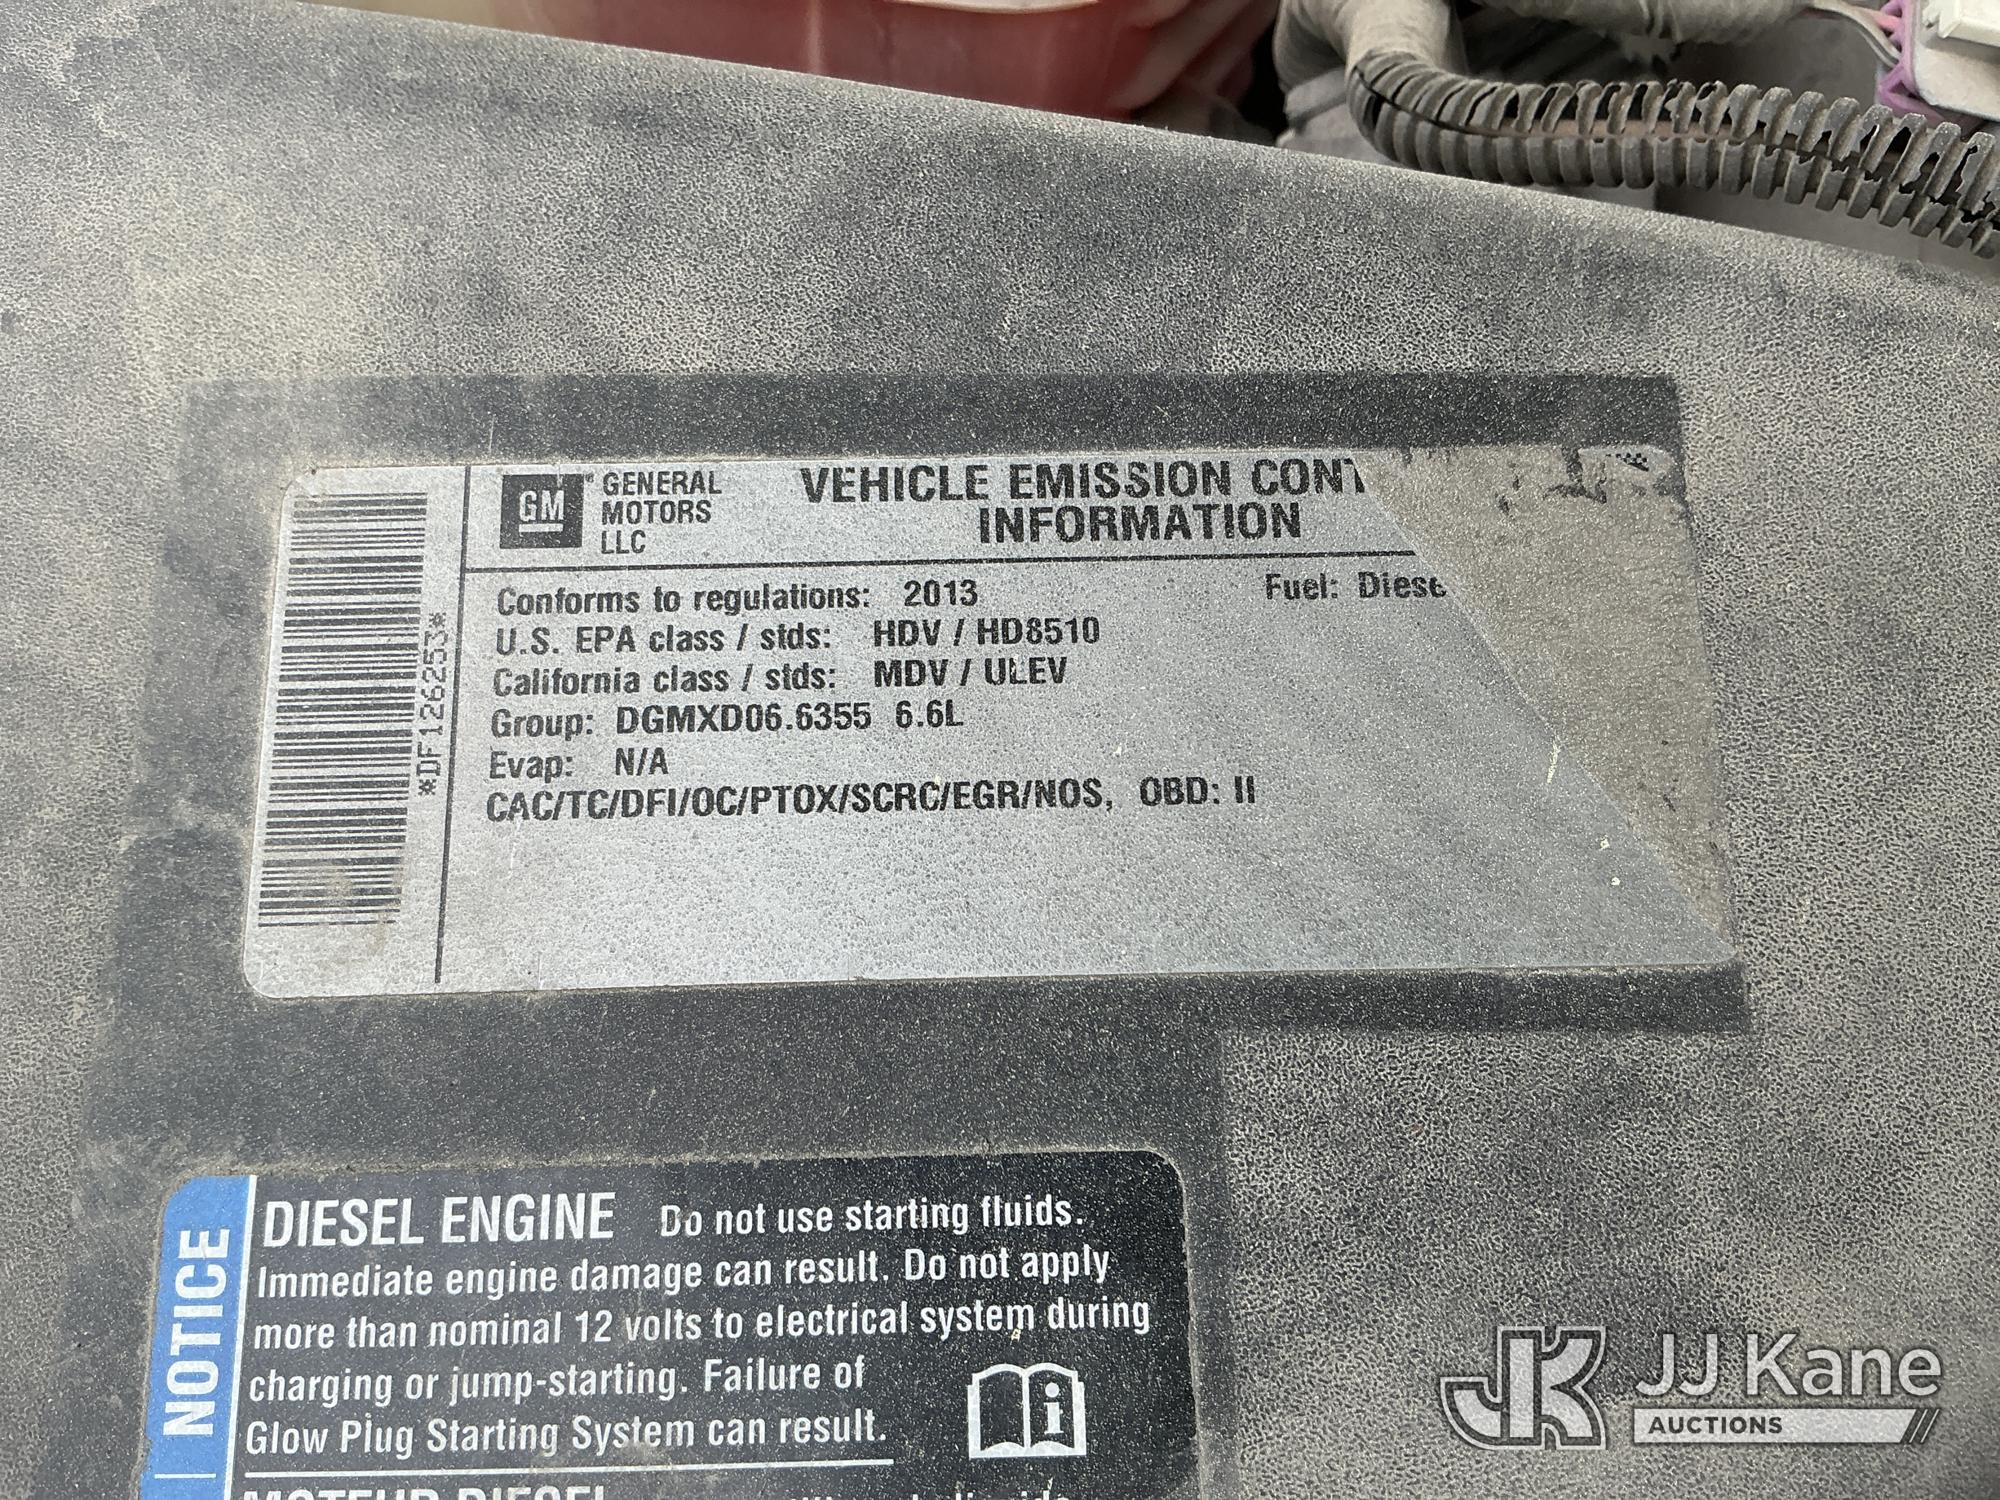 VEHICLE EMISSION CONT
INFORMATION
GM
GENERAL
MOTORS
LLC
Conforms to regulations: 2013 Fuel: Diese
U.S. EPA class / stds: HDV / HD8510
California class / stds: MDV / ULEV
Group: DGMXD06.6355 6.6L
Evap: N/A
CAC/TC/DFI/OC/PTOX/SCRC/EGR/NOS, OBD: II
*DF126253*
NOTICE
DIESEL ENGINE Do not use starting fluids.
Immediate engine damage can result. Do not apply
more than nominal 12 volts to electrical system during
charging or jump-starting. Failure of
Glow Plug Starting System can result.
MOTEUR DIESEL
JK JJ Kane
AUCTIONS